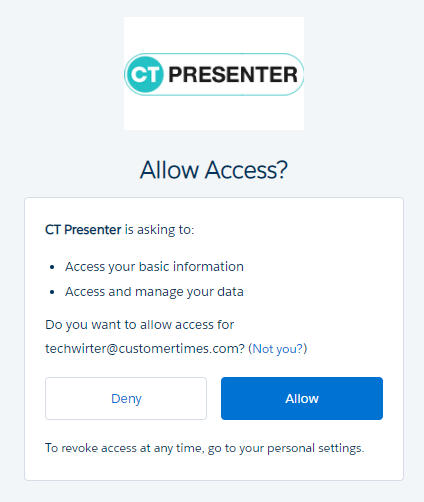 CT PRESENTER
Allow Access?
CT Presenter is asking to:
• Access your basic information
• Access and manage your data
Do you want to allow access for
techwirter@customertimes.com? (Not you?)
Deny
Allow
To revoke access at any time, go to your personal settings.